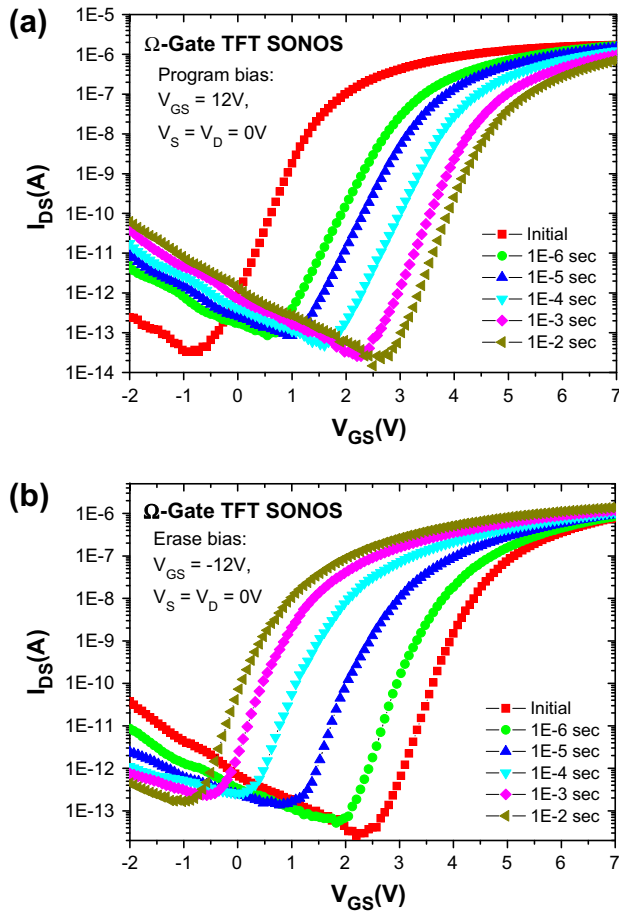 (a)
Ω-Gate TFT SONOS
Program bias:
V_GS = 12V,
V_S = V_D = 0V
1E-5
1E-6
1E-7
1E-8
1E-9
1E-10
1E-11
1E-12
1E-13
1E-14
I_DS(A)
Initial
1E-6 sec
1E-5 sec
1E-4 sec
1E-3 sec
1E-2 sec
-2 -1 0 1 2 3 4 5 6 7
V_GS(V)
(b)
Ω-Gate TFT SONOS
Erase bias:
V_GS = -12V,
V_S = V_D = 0V
1E-6
1E-7
1E-8
1E-9
1E-10
1E-11
1E-12
1E-13
I_DS(A)
Initial
1E-6 sec
1E-5 sec
1E-4 sec
1E-3 sec
1E-2 sec
-2 -1 0 1 2 3 4 5 6 7
V_GS(V)